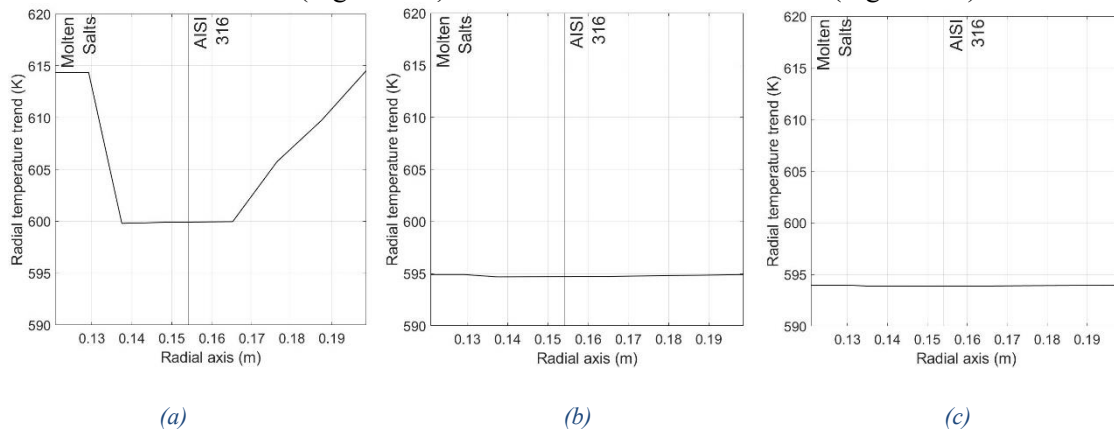 620
615
610
605
600
595
590
Radial temperature trend (K)
Molten
Salts
AISI
316
0.13 0.14 0.15 0.16 0.17 0.18 0.19
Radial axis (m)
(a)
620
615
610
605
600
595
590
Radial temperature trend (K)
Molten
Salts
AISI
316
0.13 0.14 0.15 0.16 0.17 0.18 0.19
Radial axis (m)
(b)
620
615
610
605
600
595
590
Radial temperature trend (K)
Molten
Salts
AISI
316
0.13 0.14 0.15 0.16 0.17 0.18 0.19
Radial axis (m)
(c)